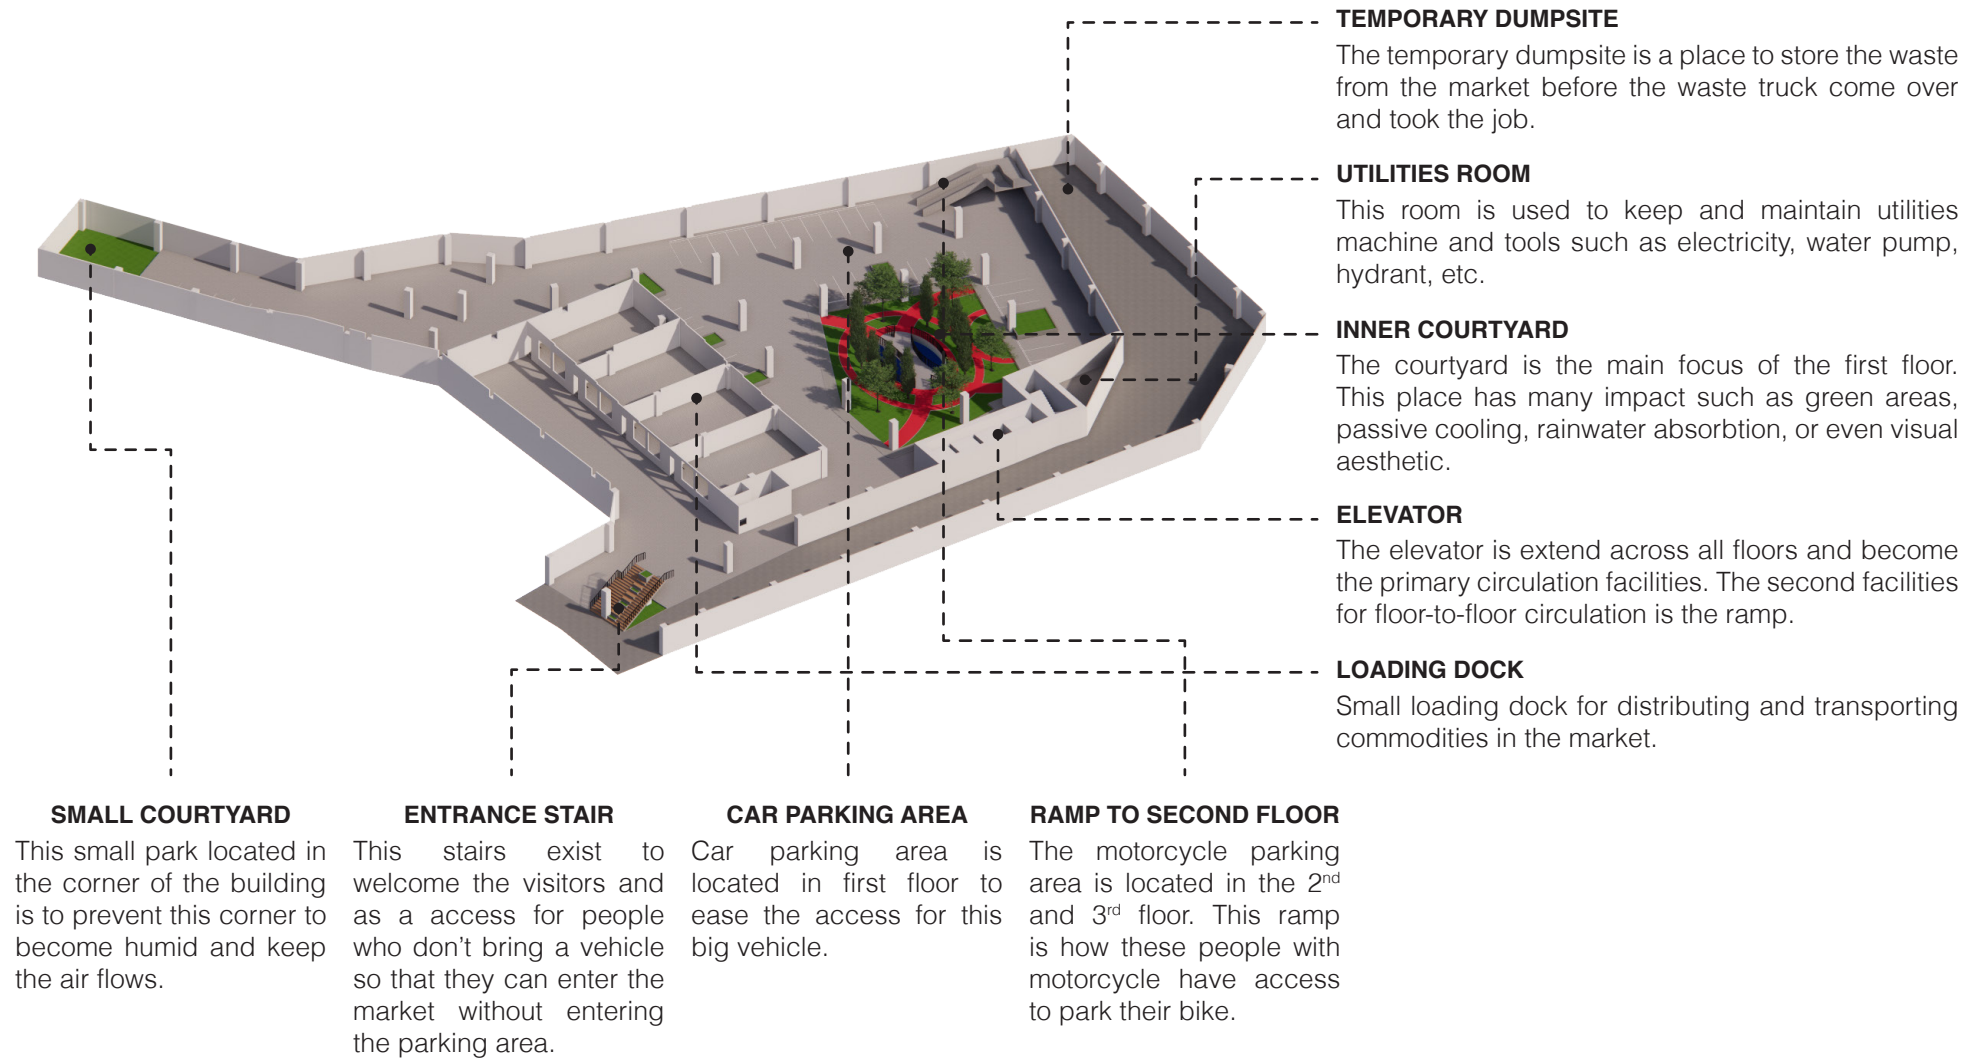 TEMPORARY DUMPSITE
The temporary dumpsite is a place to store the waste
from the market before the waste truck come over
and took the job.
UTILITIES ROOM
This room is used to keep and maintain utilities
machine and tools such as electricity, water pump,
hydrant, etc.
INNER COURTYARD
The courtyard is the main focus of the first floor.
This place has many impact such as green areas,
passive cooling, rainwater absorbtion, or even visual
aesthetic.
ELEVATOR
The elevator is extend across all floors and become
the primary circulation facilities. The second facilities
for floor-to-floor circulation is the ramp.
LOADING DOCK
Small loading dock for distributing and transporting
commodities in the market.
SMALL COURTYARD
This small park located in
the corner of the building
is to prevent this corner to
become humid and keep
the air flows.
ENTRANCE STAIR
This stairs exist to
welcome the visitors and
as a access for people
who don't bring a vehicle
so that they can enter the
market without entering
the parking area.
CAR PARKING AREA
Car parking area is
located in first floor to
ease the access for this
big vehicle.
RAMP TO SECOND FLOOR
The motorcycle parking
area is located in the 2nd
and 3rd floor. This ramp
is how these people with
motorcycle have access
to park their bike.